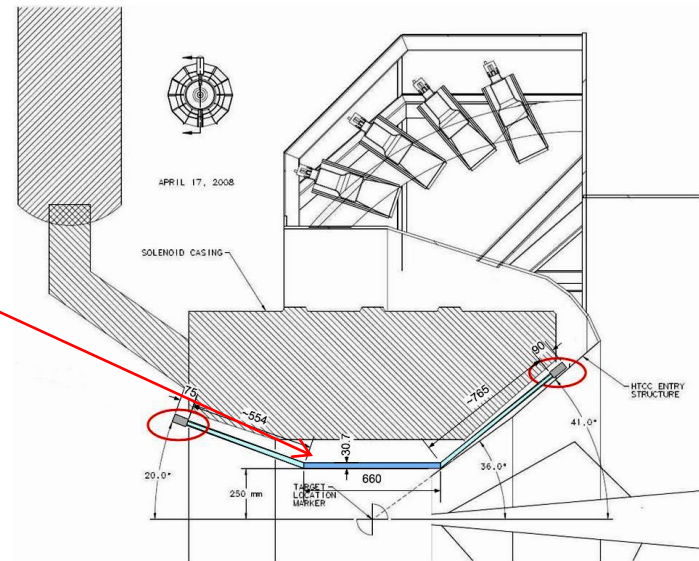 APRIL 17, 2008
SOLENOID CASING
75
~554
~765
90
HTCC ENTRY
STRUCTURE
41.0°
36.0°
20.0°
250 mm
30.7
660
TARGET
LOCATION
MARKER